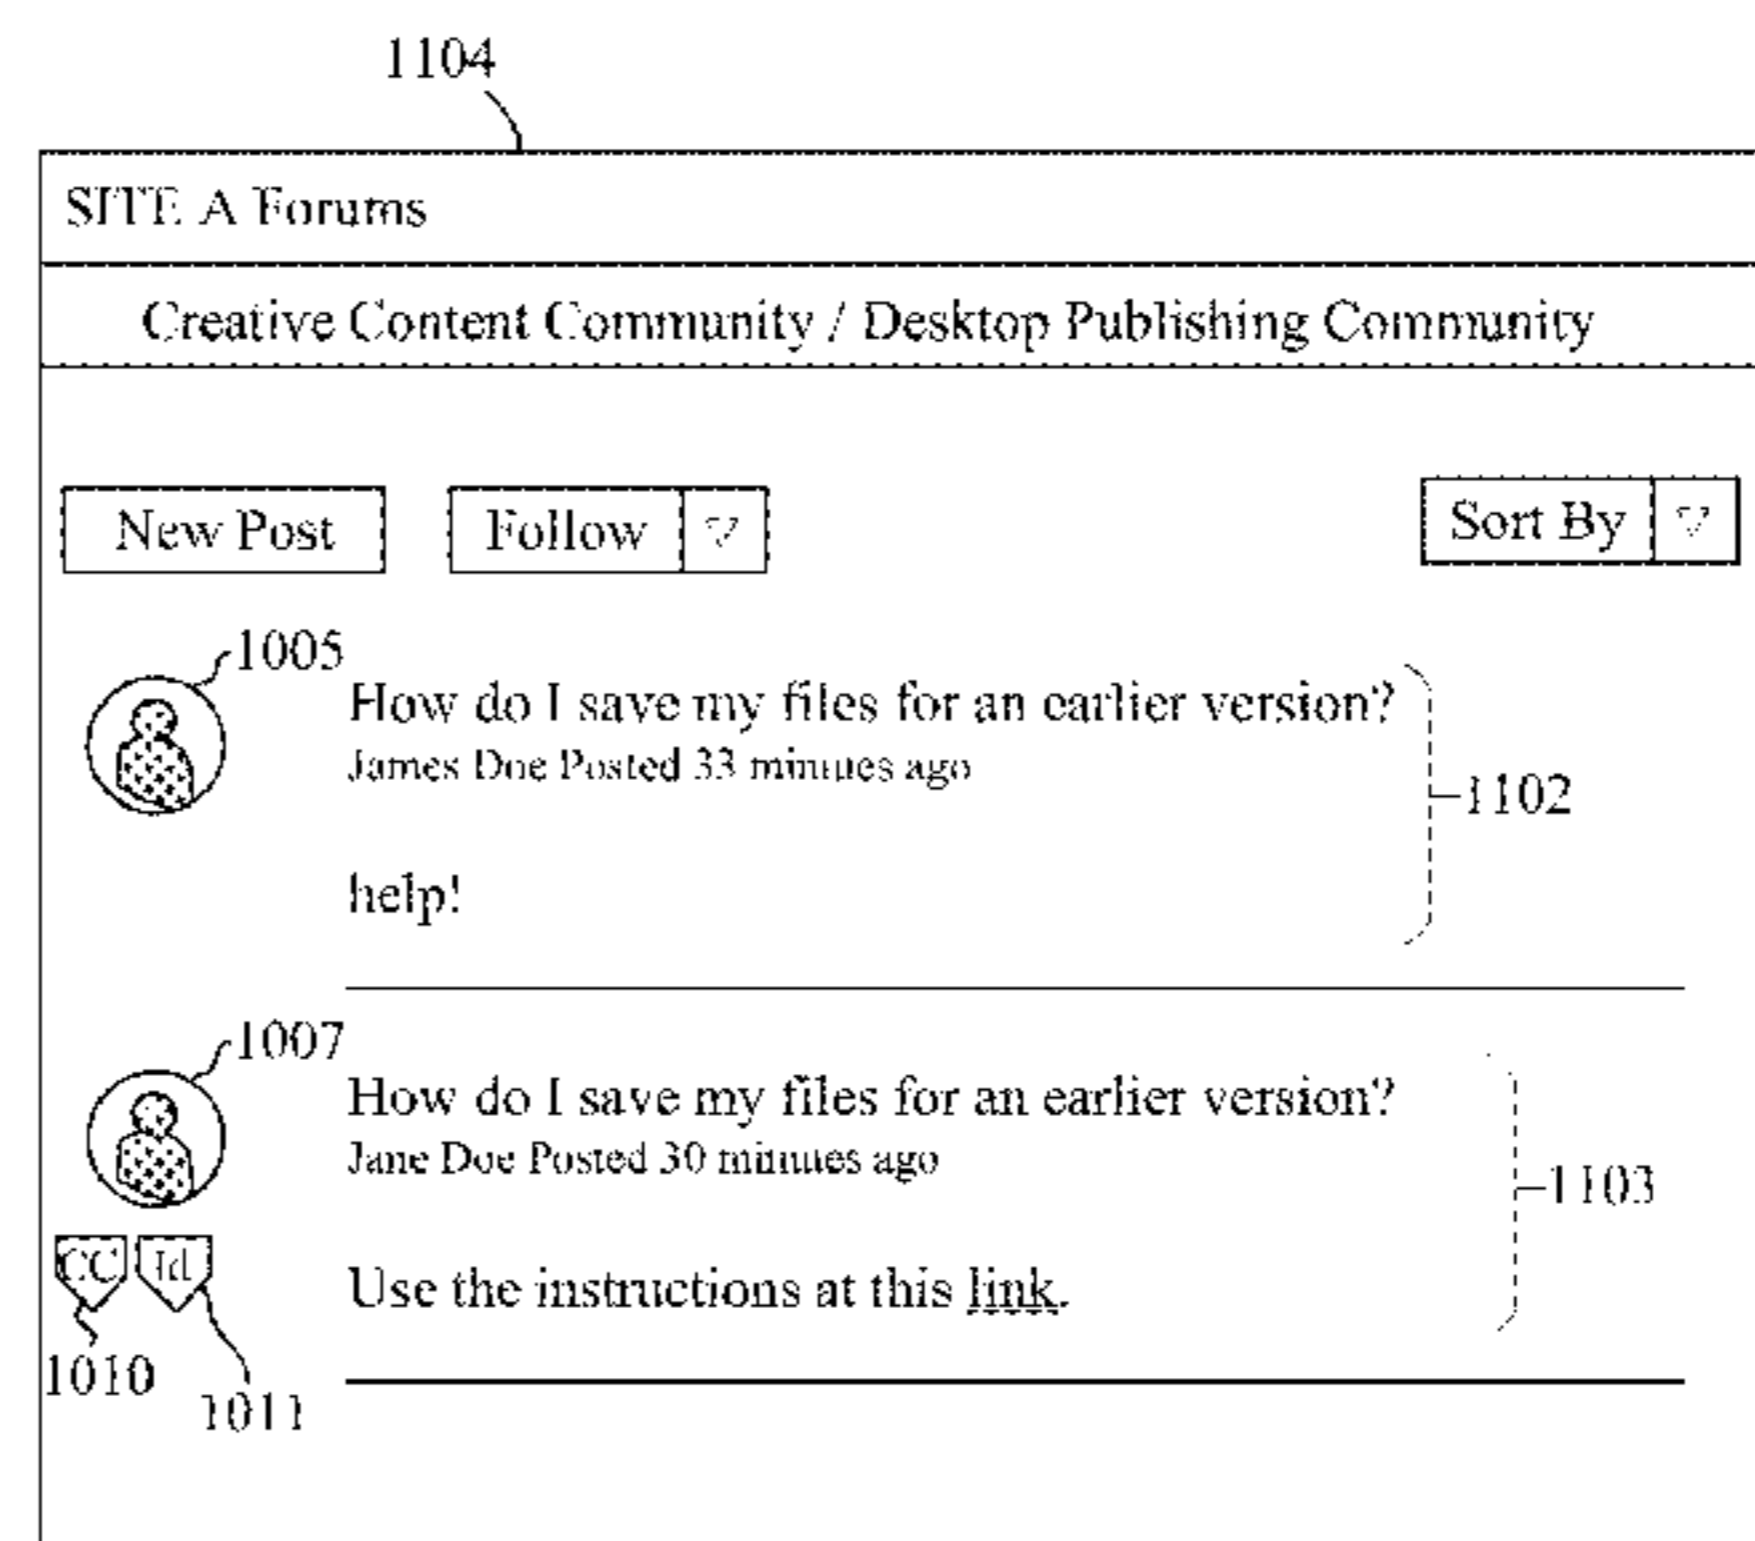 1104
SITE A Forums
Creative Content Community / Desktop Publishing Community
New Post Follow Sort By
1005
How do I save my files for an earlier version?
James Doe Posted 33 minutes ago
1102
help!
1007
How do I save my files for an earlier version?
Jane Doe Posted 30 minutes ago
1103
CC Id
Use the instructions at this link.
1010
1011